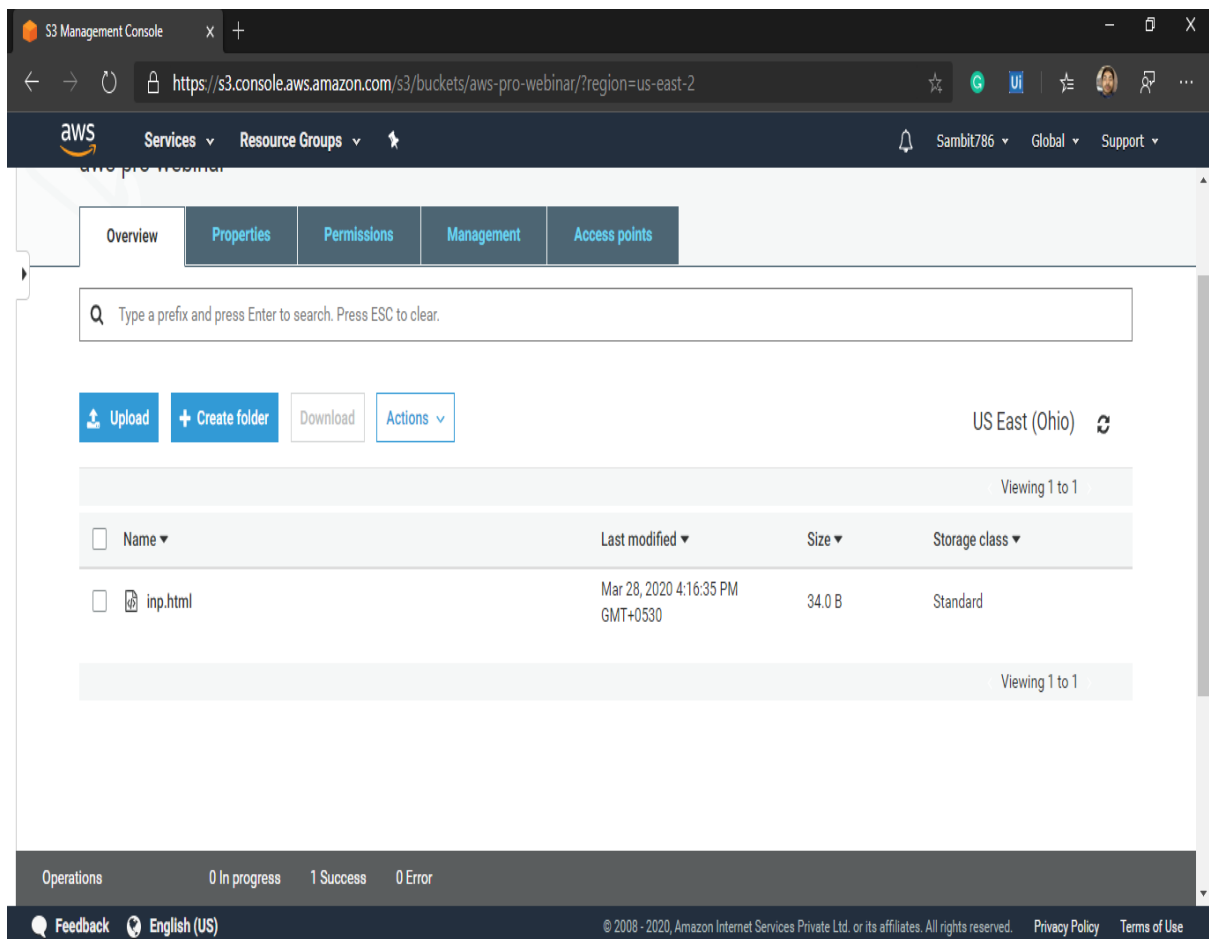 S3 Management Console
https://s3.console.aws.amazon.com/s3/buckets/aws-pro-webinar/?region=us-east-2
G
Ui
aws
Services
Resource Groups
Sambit786
Global
Support
aws-pro-webinar
Overview
Properties
Permissions
Management
Access points
Type a prefix and press Enter to search. Press ESC to clear.
Upload
Create folder
Download
Actions
US East (Ohio)
Viewing 1 to 1
Name
Last modified
Size
Storage class
inp.html
Mar 28, 2020 4:16:35 PM
GMT+0530
34.0 B
Standard
Viewing 1 to 1
Operations
0 In progress
1 Success
0 Error
Feedback
English (US)
© 2008 - 2020, Amazon Internet Services Private Ltd. or its affiliates. All rights reserved.
Privacy Policy
Terms of Use